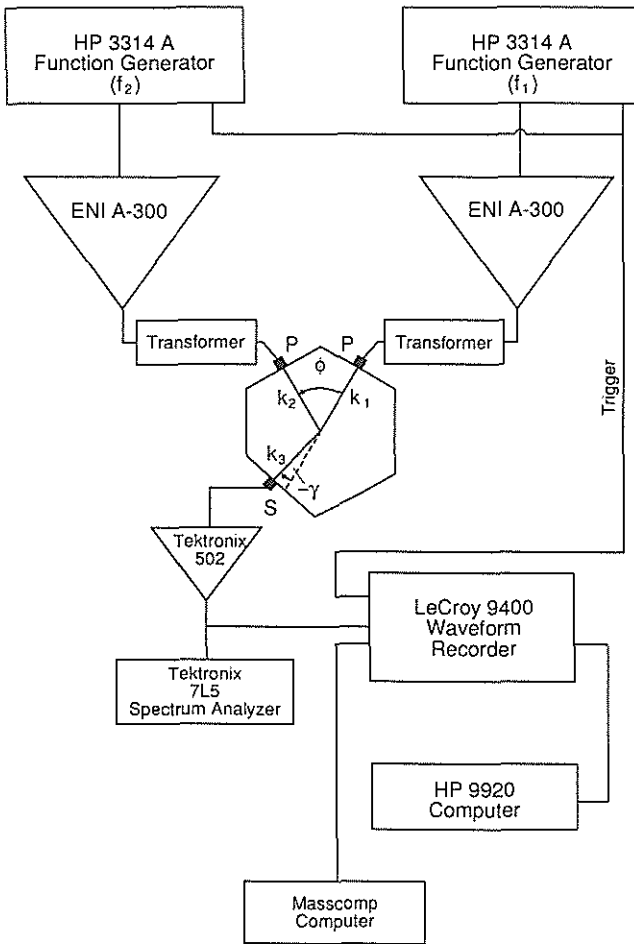 HP 3314 A
Function Generator
(f₂)
HP 3314 A
Function Generator
(f₁)
ENI A-300
ENI A-300
Transformer
P
P
Transformer
ϕ
k₂
k₁
Trigger
k₃
-γ
S
Tektronix
502
LeCroy 9400
Waveform
Recorder
Tektronix
7L5
Spectrum Analyzer
HP 9920
Computer
Masscomp
Computer